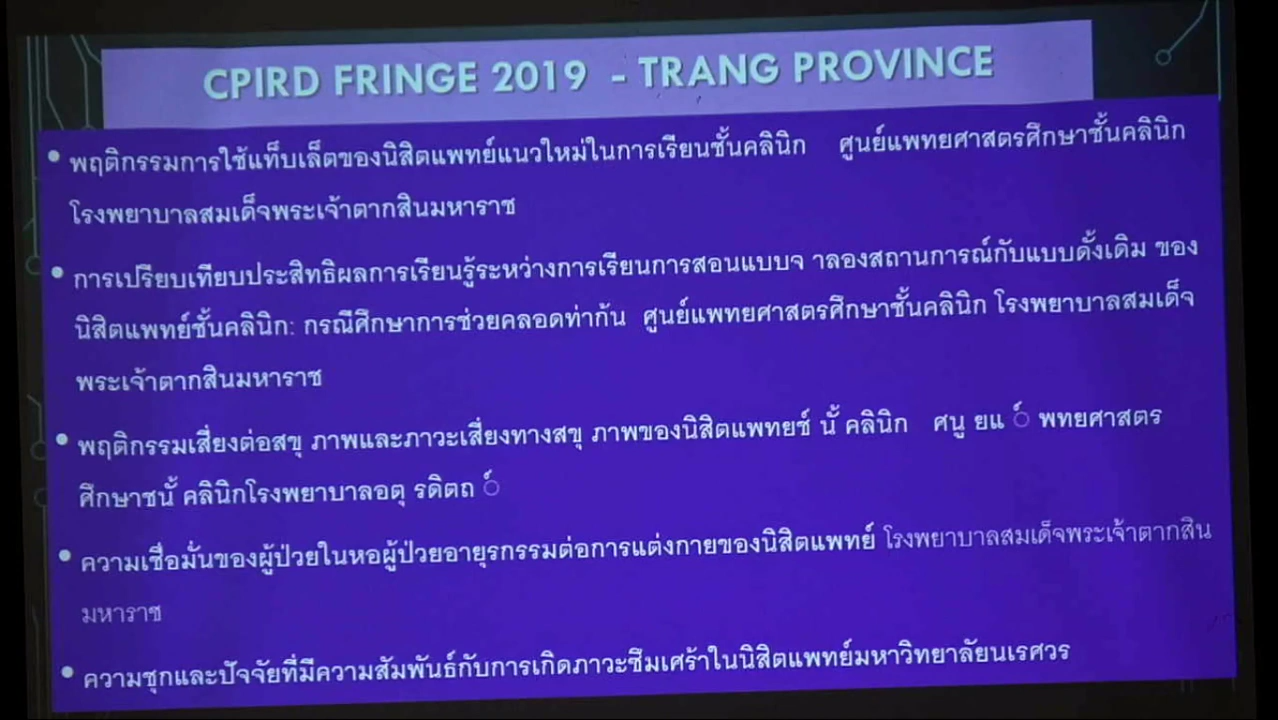 CPIRD FRINGE 2019 - TRANG PROVINCE
• พฤติกรรมการใช้แท็บเล็ตของนิสิตแพทย์แนวใหม่ในการเรียนชั้นคลินิก ศูนย์แพทยศาสตรศึกษาชั้นคลินิก
โรงพยาบาลสมเด็จพระเจ้าตากสินมหาราช
• การเปรียบเทียบประสิทธิผลการเรียนรู้ระหว่างการเรียนการสอนแบบจ าลองสถานการณ์กับแบบดั้งเดิม ของ
นิสิตแพทย์ชั้นคลินิก: กรณีศึกษาการช่วยคลอดท่าก้น ศูนย์แพทยศาสตรศึกษาชั้นคลินิก โรงพยาบาลสมเด็จ
พระเจ้าตากสินมหาราช
• พฤติกรรมเสี่ยงต่อสขุ ภาพและภาวะเสี่ยงทางสขุ ภาพของนิสิตแพทยช์ นั้ คลินิก ศนู ยแ ์ พทยศาสตร
ศึกษาชนั้ คลินิกโรงพยาบาลอตุ รดิตถ ์
• ความเชื่อมั่นของผู้ป่วยในหอผู้ป่วยอายุรกรรมต่อการแต่งกายของนิสิตแพทย์ โรงพยาบาลสมเด็จพระเจ้าตากสิน
มหาราช
• ความชุกและปัจจัยที่มีความสัมพันธ์กับการเกิดภาวะซึมเศร้าในนิสิตแพทย์มหาวิทยาลัยนเรศวร